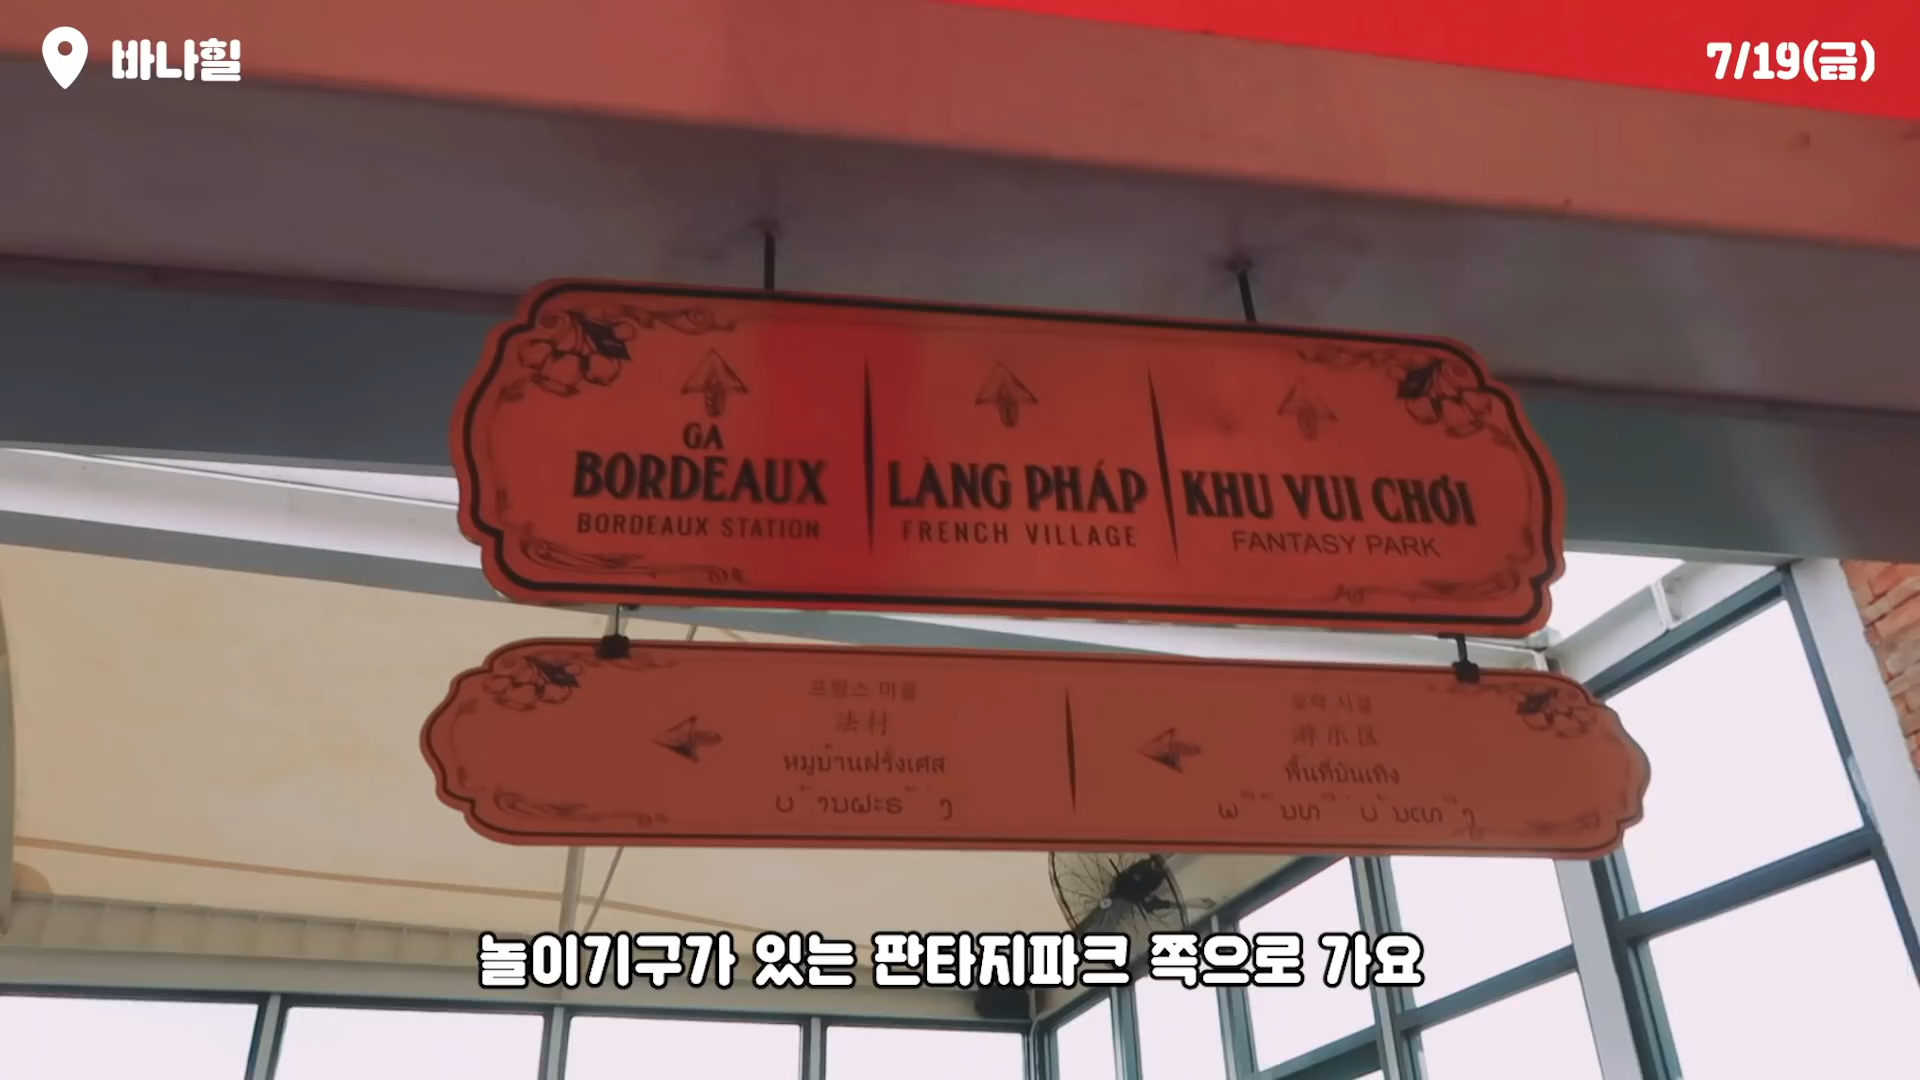 바나힐
7/19(금)
GA
BORDEAUX
BORDEAUX STATION
LÀNG PHÁP
FRENCH VILLAGE
KHU VUI CHƠI
FANTASY PARK
프랑스 마을
法村
หมู่บ้านฝรั่งเศส
오락 시설
游乐区
พื้นที่บันเทิง
놀이기구가 있는 판타지파크 쪽으로 가요